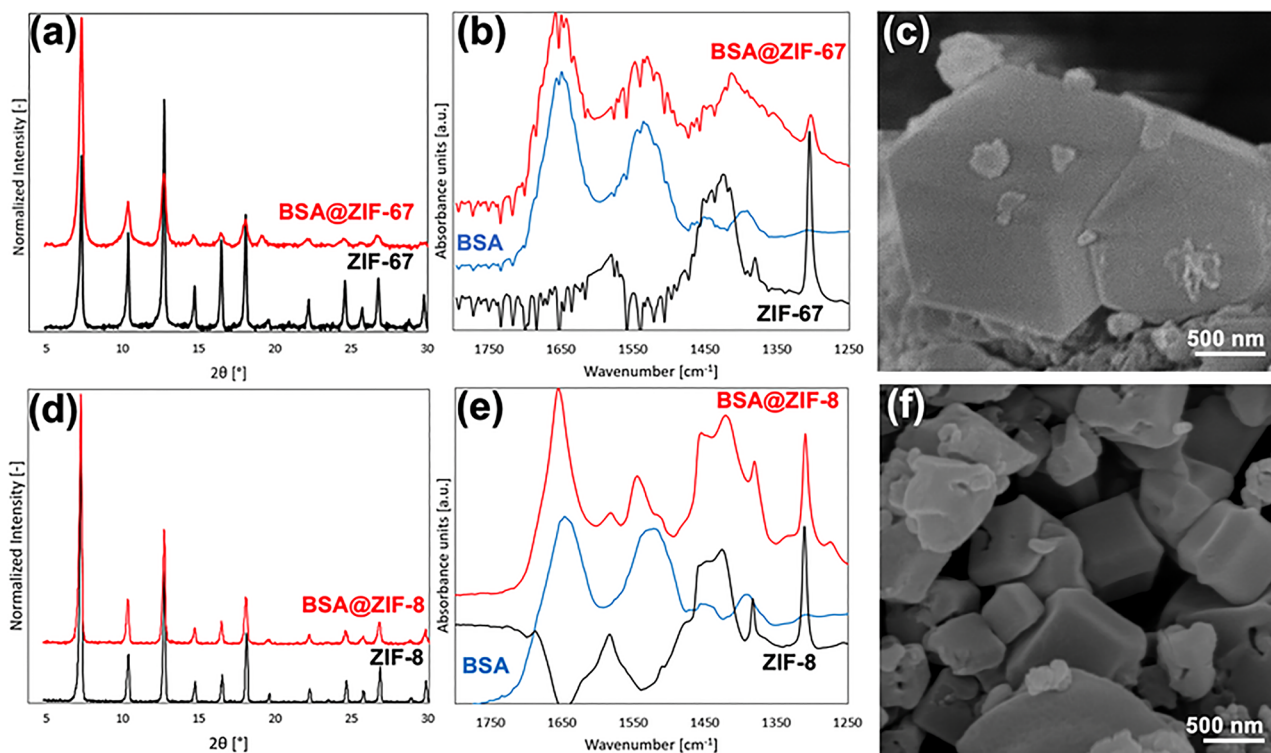 (a)
Normalized Intensity [-]
BSA@ZIF-67
ZIF-67
5 10 15 20 25 30
2θ [°]
(b)
Absorbance units [a.u.]
BSA@ZIF-67
BSA
ZIF-67
1750 1650 1550 1450 1350 1250
Wavenumber [cm⁻¹]
(c)
500 nm
(d)
Normalized Intensity [-]
BSA@ZIF-8
ZIF-8
5 10 15 20 25 30
2θ [°]
(e)
Absorbance units [a.u.]
BSA@ZIF-8
BSA
ZIF-8
1750 1650 1550 1450 1350 1250
Wavenumber [cm⁻¹]
(f)
500 nm